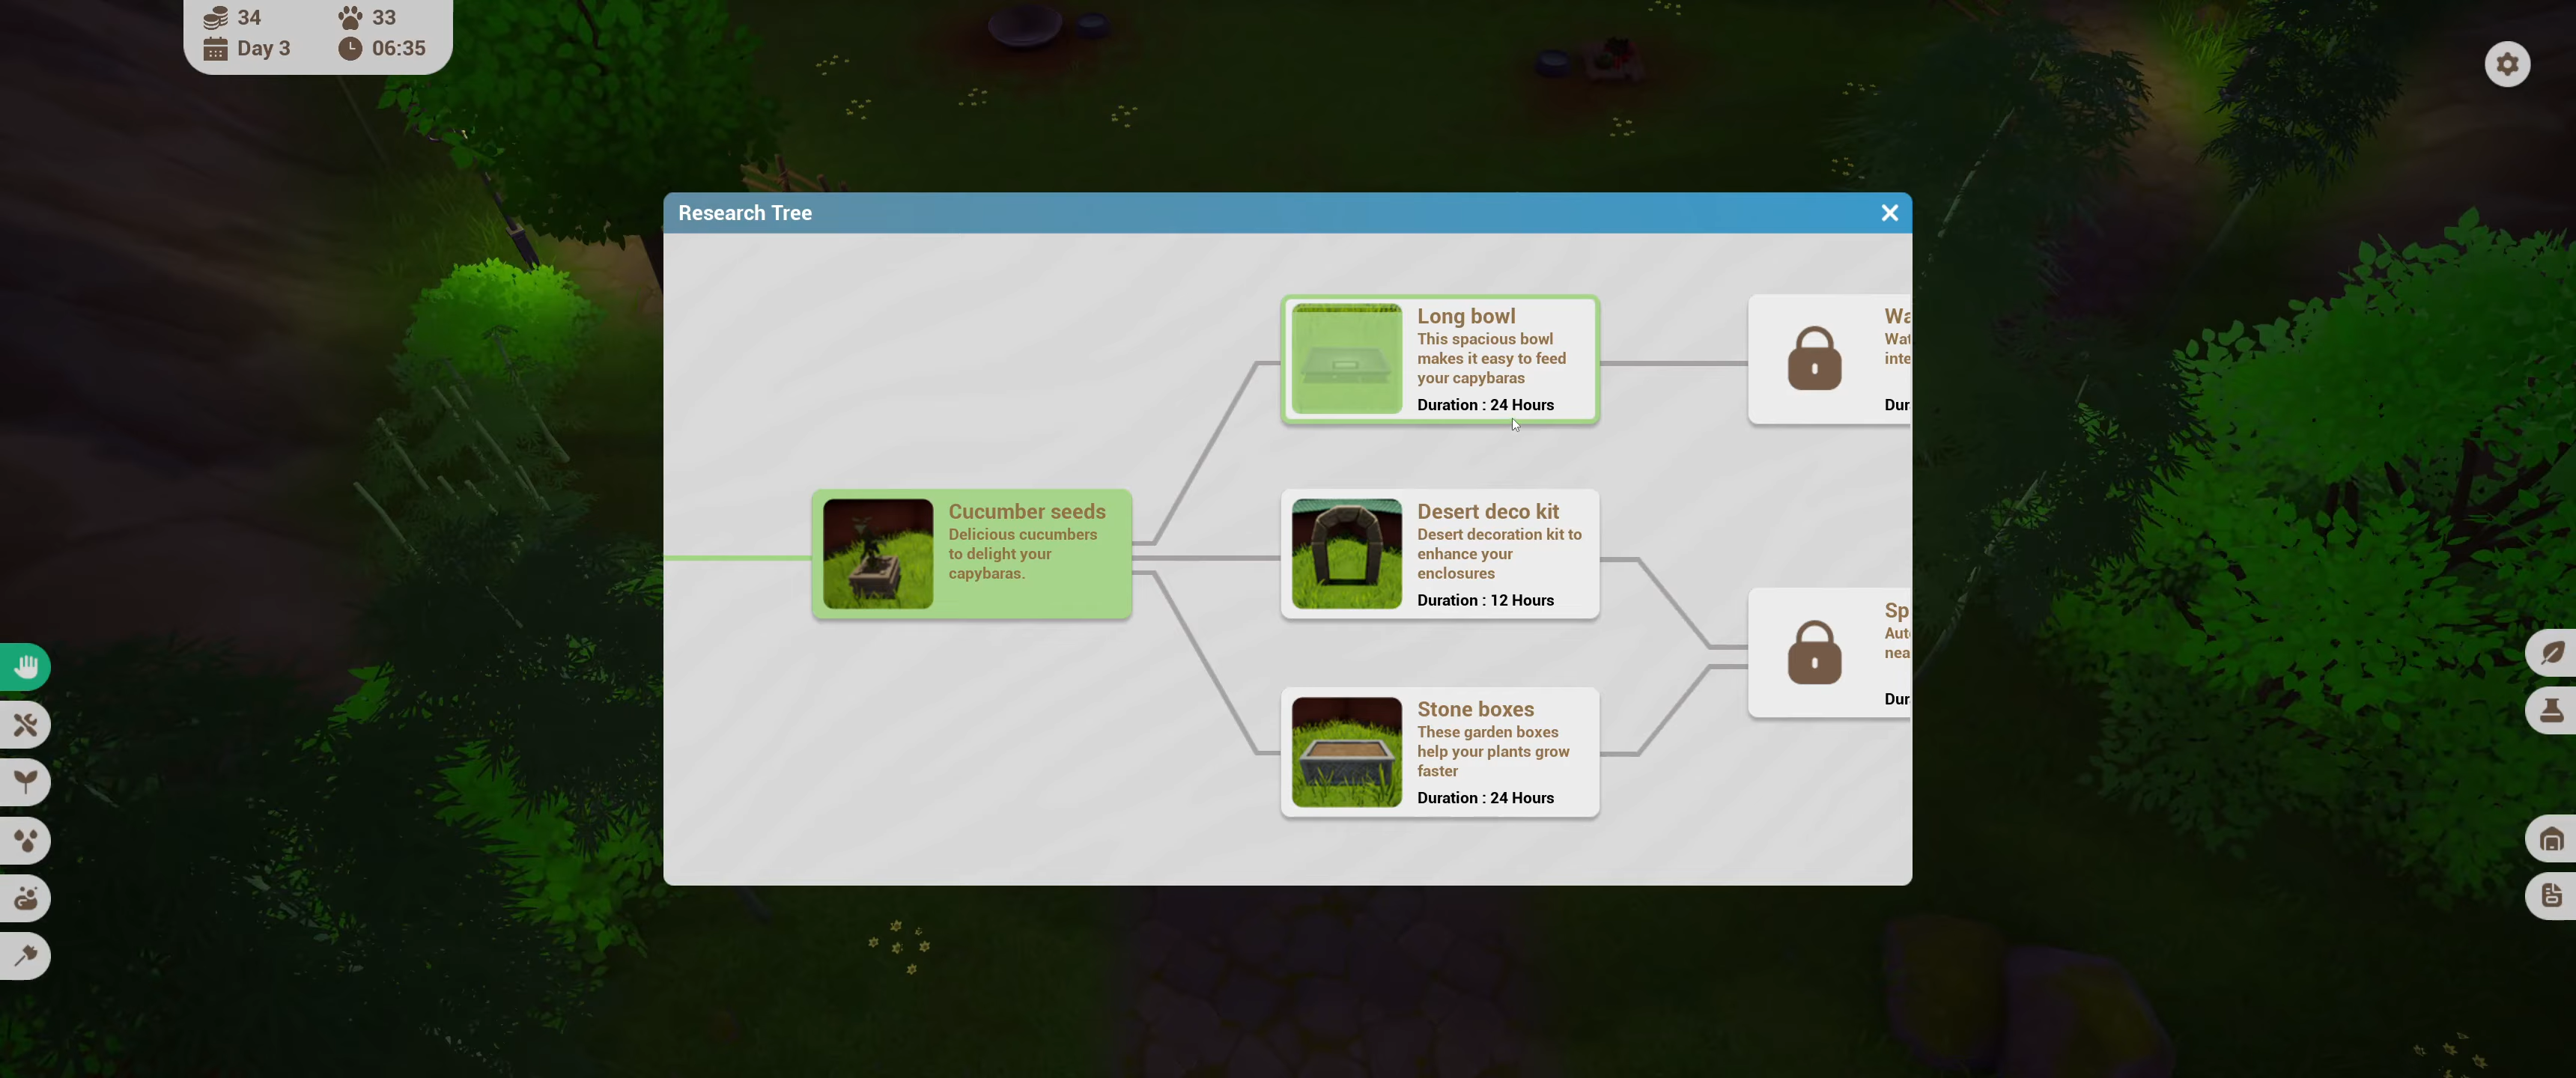 34
33
Day 3
06:35
Research Tree
Long bowl
This spacious bowl
makes it easy to feed
your capybaras
Duration : 24 Hours
Cucumber seeds
Delicious cucumbers
to delight your
capybaras.
Desert deco kit
Desert decoration kit to
enhance your
enclosures
Duration : 12 Hours
Stone boxes
These garden boxes
help your plants grow
faster
Duration : 24 Hours